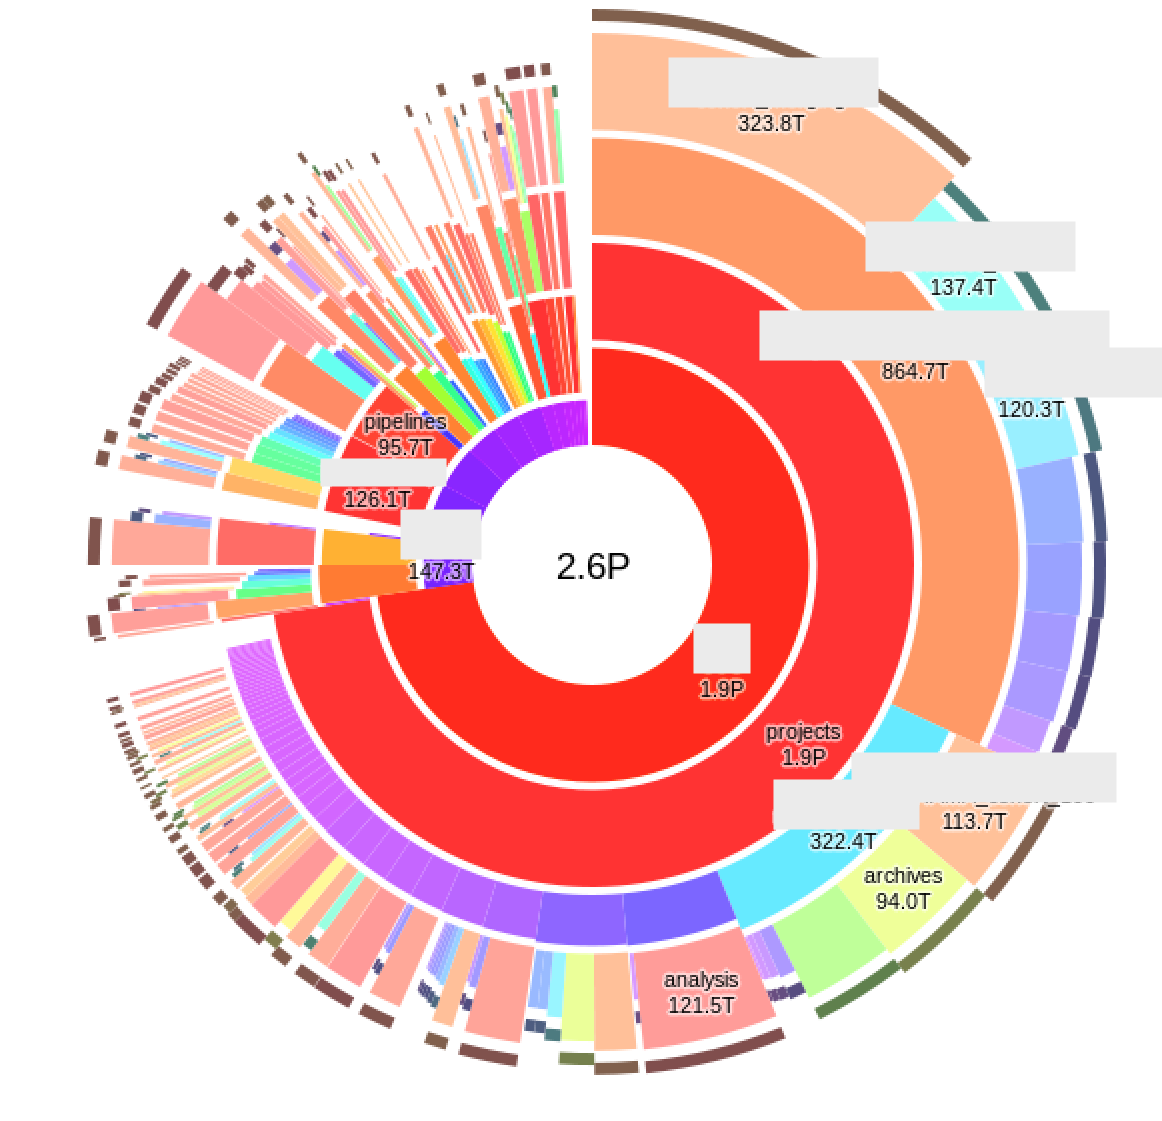 323.8T
137.4T
864.7T
120.3T
pipelines
95.7T
126.1T
2.6P
147.3T
1.9P
projects
1.9P
322.4T
113.7T
archives
94.0T
analysis
121.5T